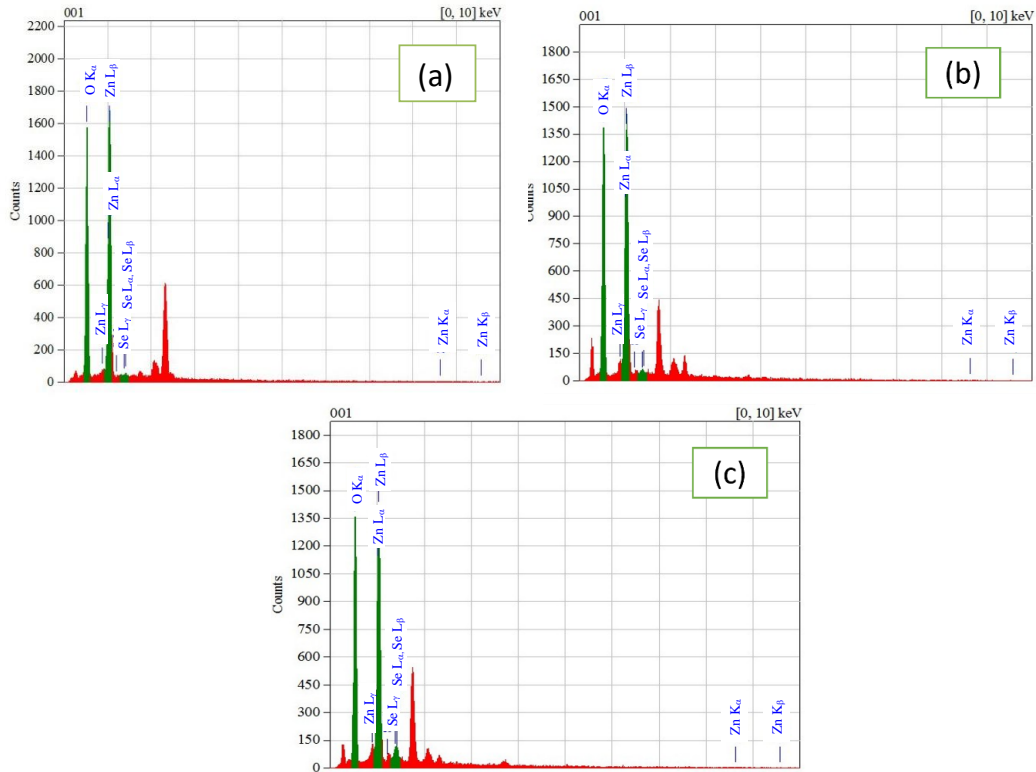 001
[0, 10] keV
(a)
Counts
2200
2000
1800
1600
1400
1200
1000
800
600
400
200
0
O Kα
Zn Lβ
Zn Lα
Zn Lγ
Se Lγ
Se Lα, Se Lβ
Zn Kα
Zn Kβ
001
[0, 10] keV
(b)
Counts
1800
1650
1500
1350
1200
1050
900
750
600
450
300
150
0
O Kα
Zn Lβ
Zn Lα
Zn Lγ
Se Lγ
Se Lα, Se Lβ
Zn Kα
Zn Kβ
001
[0, 10] keV
(c)
Counts
1800
1650
1500
1350
1200
1050
900
750
600
450
300
150
0
O Kα
Zn Lβ
Zn Lα
Zn Lγ
Se Lγ
Se Lα, Se Lβ
Zn Kα
Zn Kβ